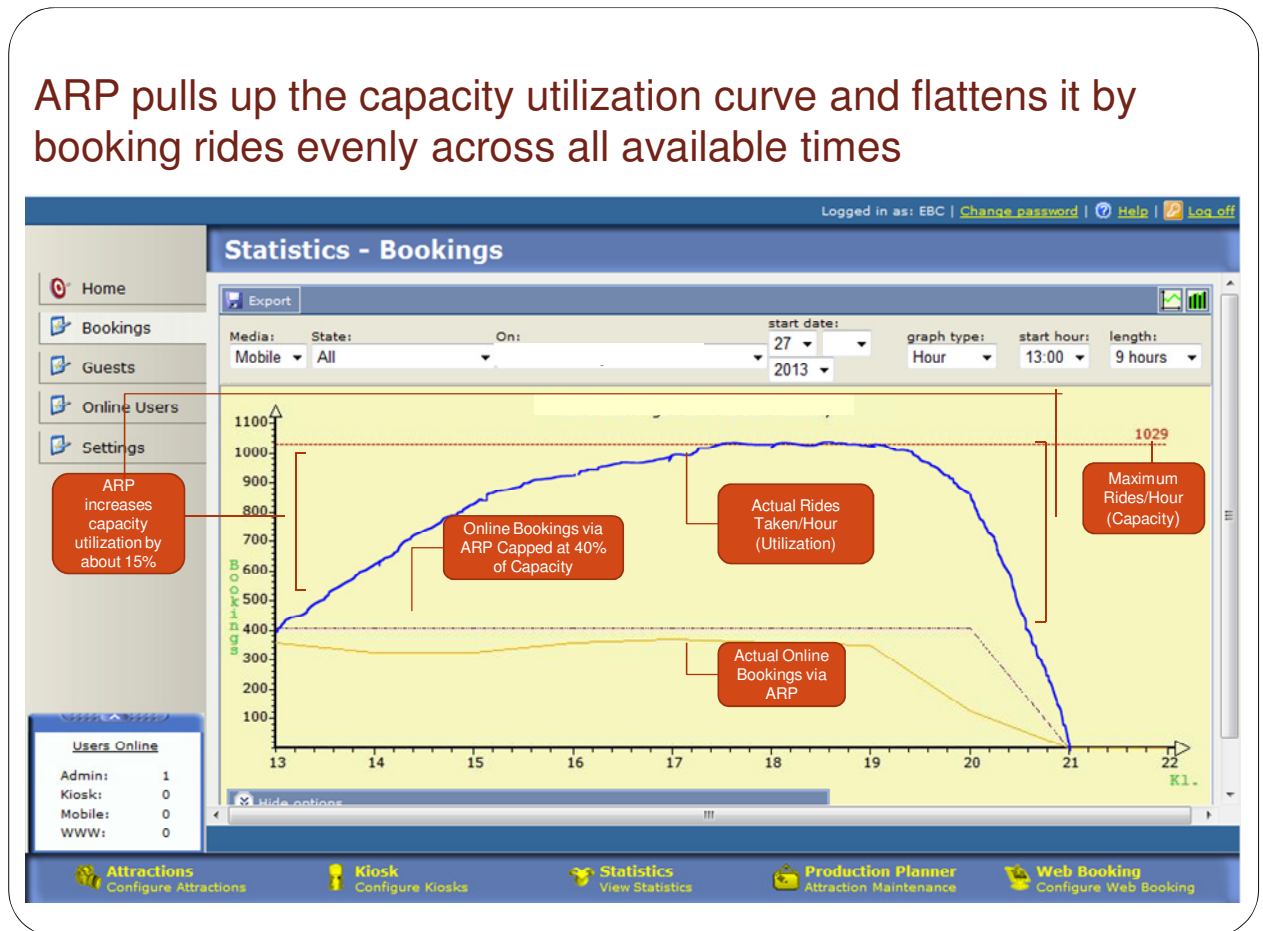 ARP pulls up the capacity utilization curve and flattens it by
booking rides evenly across all available times
Logged in as: EBC | Change password | Help | Log off
Statistics - Bookings
Home
Bookings
Guests
Online Users
Settings
Export
Media:
State:
On:
start date:
graph type:
start hour:
length:
Mobile
All
27
2013
Hour
13:00
9 hours
1100
1000
900
800
700
600
500
400
300
200
100
Bookings
1029
ARP
increases
capacity
utilization by
about 15%
Online Bookings via
ARP Capped at 40%
of Capacity
Actual Rides
Taken/Hour
(Utilization)
Maximum
Rides/Hour
(Capacity)
Actual Online
Bookings via
ARP
13 14 15 16 17 18 19 20 21 22
Kl.
Hide options
Users Online
Admin: 1
Kiosk: 0
Mobile: 0
WWW: 0
Attractions
Configure Attractions
Kiosk
Configure Kiosks
Statistics
View Statistics
Production Planner
Attraction Maintenance
Web Booking
Configure Web Booking